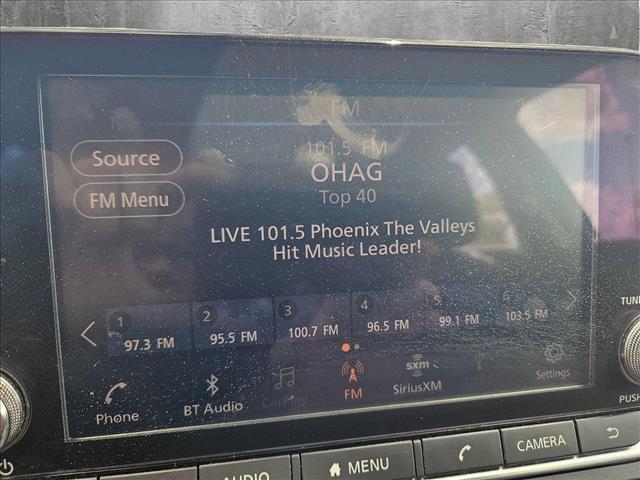 FM
101.5 FM
OHAG
Top 40
Source
FM Menu
LIVE 101.5 Phoenix The Valleys
Hit Music Leader!
1 97.3 FM
2 95.5 FM
3 100.7 FM
4 96.5 FM
5 99.1 FM
6 103.5 FM
Phone
BT Audio
CarPlay
FM
sxm
SiriusXM
Settings
TUN
PUSH
AUDIO
MENU
CAMERA